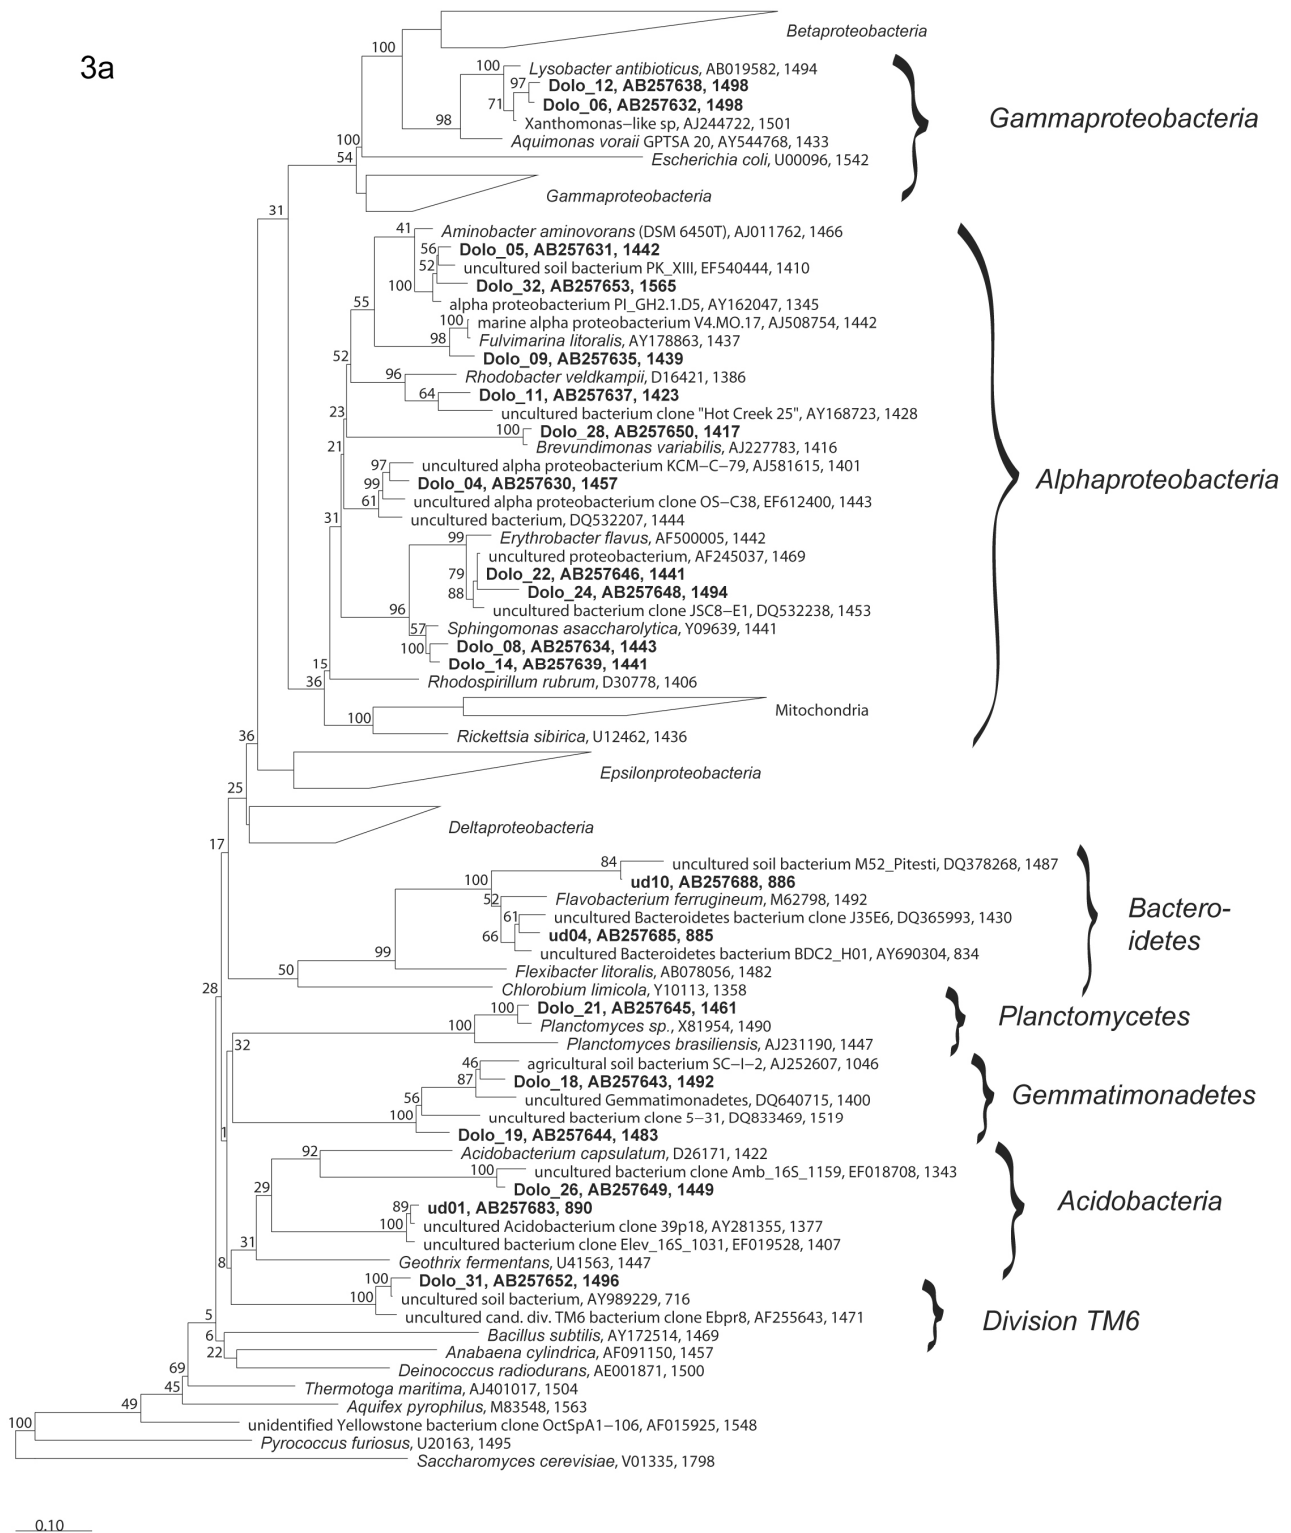 3a
100
Betaproteobacteria
100
Lysobacter antibioticus, AB019582, 1494
97
Dolo_12, AB257638, 1498
71
Dolo_06, AB257632, 1498
Xanthomonas−like sp, AJ244722, 1501
98
Aquimonas voraii GPTSA 20, AY544768, 1433
Gammaproteobacteria
100
54
Escherichia coli, U00096, 1542
Gammaproteobacteria
31
41
Aminobacter aminovorans (DSM 6450T), AJ011762, 1466
56
Dolo_05, AB257631, 1442
52
uncultured soil bacterium PK_XIII, EF540444, 1410
100
Dolo_32, AB257653, 1565
55
alpha proteobacterium PI_GH2.1.D5, AY162047, 1345
100
marine alpha proteobacterium V4.MO.17, AJ508754, 1442
98
Fulvimarina litoralis, AY178863, 1437
52
Dolo_09, AB257635, 1439
96
Rhodobacter veldkampii, D16421, 1386
64
Dolo_11, AB257637, 1423
23
uncultured bacterium clone "Hot Creek 25", AY168723, 1428
100
Dolo_28, AB257650, 1417
21
Brevundimonas variabilis, AJ227783, 1416
97
uncultured alpha proteobacterium KCM−C−79, AJ581615, 1401
99
Dolo_04, AB257630, 1457
Alphaproteobacteria
61
uncultured alpha proteobacterium clone OS−C38, EF612400, 1443
31
uncultured bacterium, DQ532207, 1444
99
Erythrobacter flavus, AF500005, 1442
uncultured proteobacterium, AF245037, 1469
79
Dolo_22, AB257646, 1441
88
Dolo_24, AB257648, 1494
96
uncultured bacterium clone JSC8−E1, DQ532238, 1453
57
Sphingomonas asaccharolytica, Y09639, 1441
100
Dolo_08, AB257634, 1443
15
Dolo_14, AB257639, 1441
36
Rhodospirillum rubrum, D30778, 1406
100
Mitochondria
36
Rickettsia sibirica, U12462, 1436
Epsilonproteobacteria
25
Deltaproteobacteria
17
84
uncultured soil bacterium M52_Pitesti, DQ378268, 1487
100
ud10, AB257688, 886
52
Flavobacterium ferrugineum, M62798, 1492
61
uncultured Bacteroidetes bacterium clone J35E6, DQ365993, 1430
66
ud04, AB257685, 885
Bactero-
idetes
99
uncultured Bacteroidetes bacterium BDC2_H01, AY690304, 834
50
Flexibacter litoralis, AB078056, 1482
28
Chlorobium limicola, Y10113, 1358
100
Dolo_21, AB257645, 1461
100
Planctomyces sp., X81954, 1490
Planctomycetes
32
Planctomyces brasiliensis, AJ231190, 1447
46
agricultural soil bacterium SC−I−2, AJ252607, 1046
87
Dolo_18, AB257643, 1492
56
uncultured Gemmatimonadetes, DQ640715, 1400
Gemmatimonadetes
100
uncultured bacterium clone 5−31, DQ833469, 1519
1
Dolo_19, AB257644, 1483
92
Acidobacterium capsulatum, D26171, 1422
100
uncultured bacterium clone Amb_16S_1159, EF018708, 1343
29
Dolo_26, AB257649, 1449
Acidobacteria
89
ud01, AB257683, 890
100
uncultured Acidobacterium clone 39p18, AY281355, 1377
31
uncultured bacterium clone Elev_16S_1031, EF019528, 1407
8
Geothrix fermentans, U41563, 1447
100
Dolo_31, AB257652, 1496
100
uncultured soil bacterium, AY989229, 716
5
uncultured cand. div. TM6 bacterium clone Ebpr8, AF255643, 1471
Division TM6
6
Bacillus subtilis, AY172514, 1469
22
Anabaena cylindrica, AF091150, 1457
69
Deinococcus radiodurans, AE001871, 1500
45
Thermotoga maritima, AJ401017, 1504
49
Aquifex pyrophilus, M83548, 1563
100
unidentified Yellowstone bacterium clone OctSpA1−106, AF015925, 1548
Pyrococcus furiosus, U20163, 1495
Saccharomyces cerevisiae, V01335, 1798
0.10